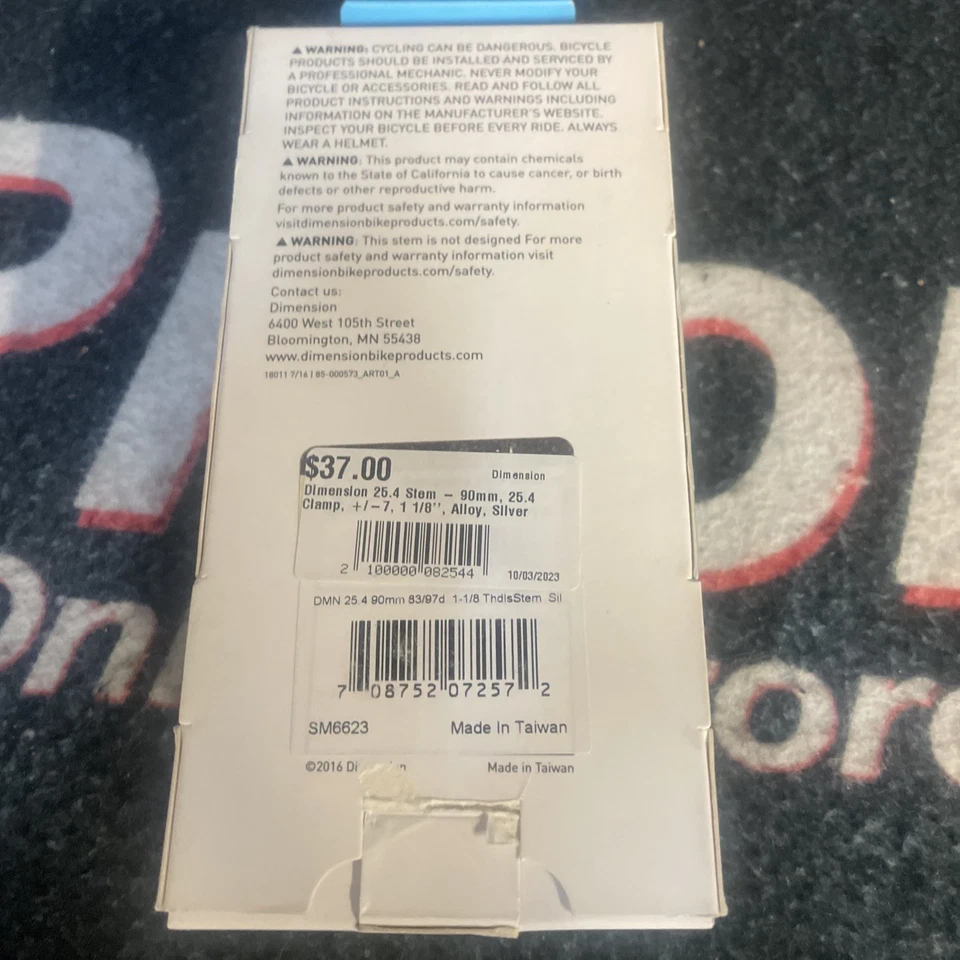 ⚠ WARNING: CYCLING CAN BE DANGEROUS. BICYCLE
PRODUCTS SHOULD BE INSTALLED AND SERVICED BY
A PROFESSIONAL MECHANIC. NEVER MODIFY YOUR
BICYCLE OR ACCESSORIES. READ AND FOLLOW ALL
PRODUCT INSTRUCTIONS AND WARNINGS INCLUDING
INFORMATION ON THE MANUFACTURER'S WEBSITE.
INSPECT YOUR BICYCLE BEFORE EVERY RIDE. ALWAYS
WEAR A HELMET.
⚠ WARNING: This product may contain chemicals
known to the State of California to cause cancer, or birth
defects or other reproductive harm.
For more product safety and warranty information
visitdimensionbikeproducts.com/safety.
⚠ WARNING: This stem is not designed For more
product safety and warranty information visit
dimensionbikeproducts.com/safety.
Contact us:
Dimension
6400 West 105th Street
Bloomington, MN 55438
www.dimensionbikeproducts.com
18011 7/16 | 85-000573_ART01_A
$37.00 Dimension
Dimension 25.4 Stem - 90mm, 25.4
Clamp, +/-7, 1 1/8'', Alloy, Silver
2 100000 082544 10/03/2023
DMN 25.4 90mm 83/97d 1-1/8 ThdlsStem Sil
7 08752 07257 2
SM6623 Made In Taiwan
©2016 Made in Taiwan